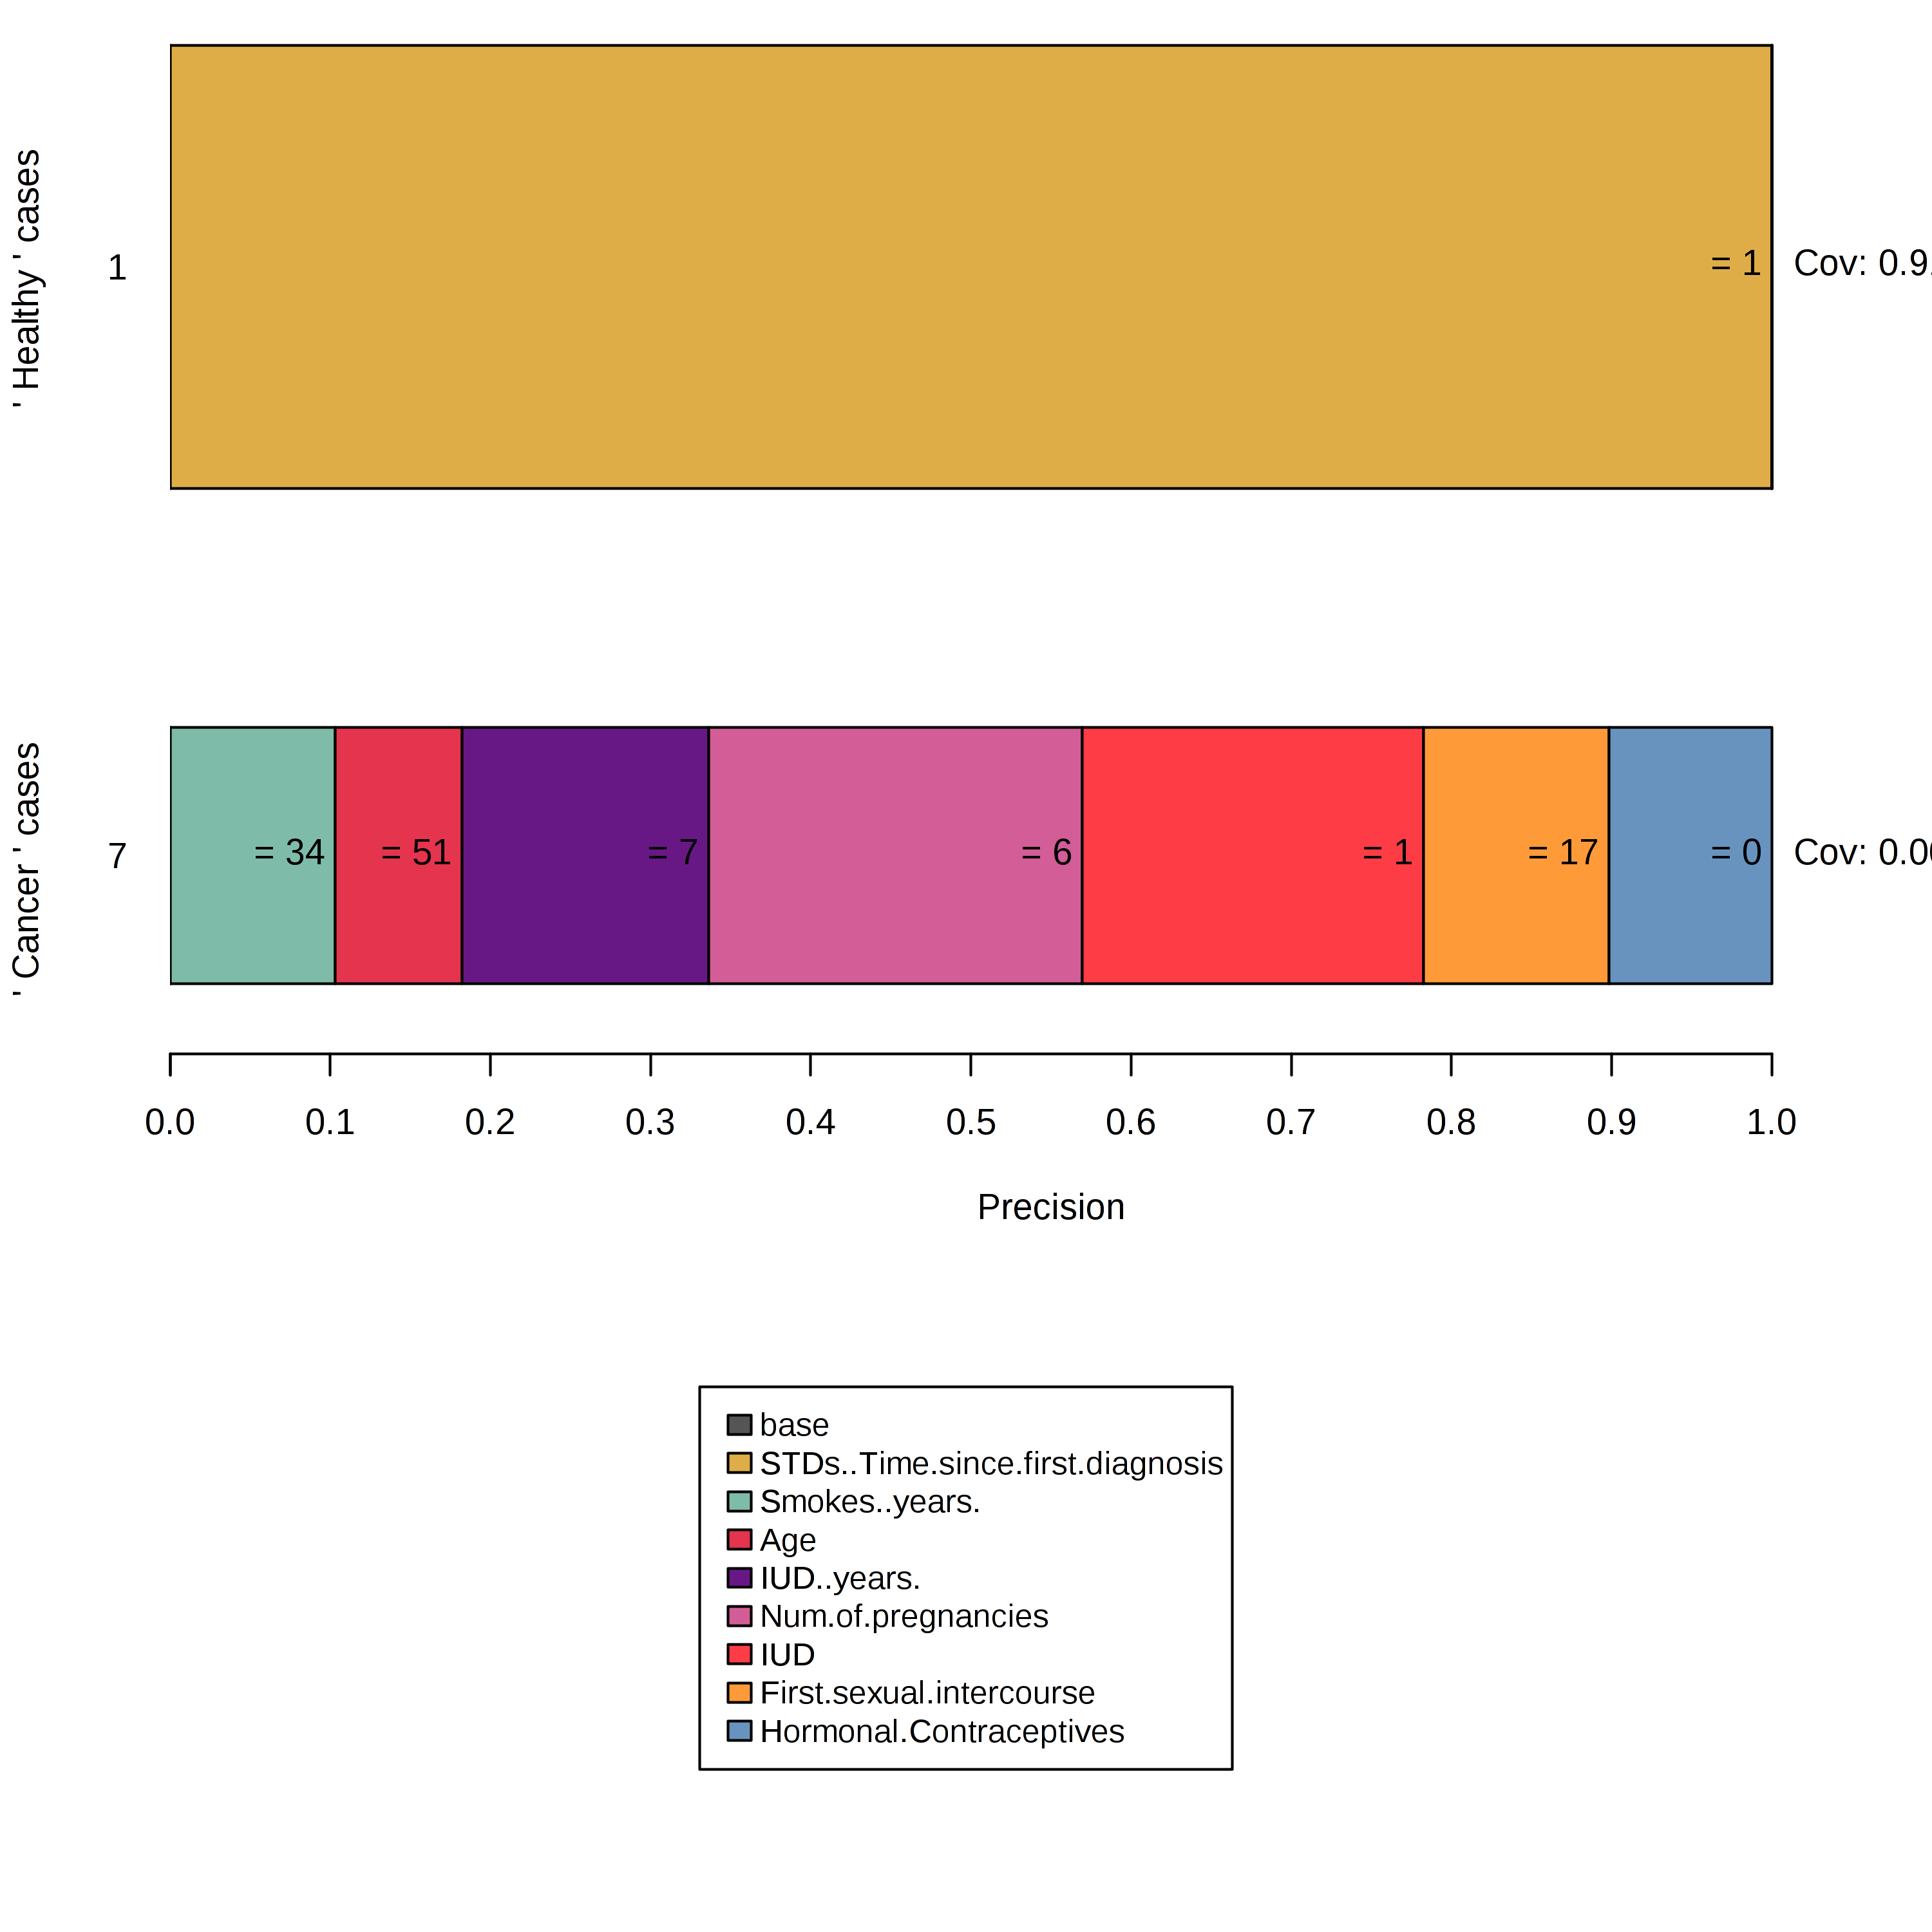 ' Healthy ' cases
1
= 1
Cov: 0.9
' Cancer ' cases
7
= 34
= 51
= 7
= 6
= 1
= 17
= 0
Cov: 0.0
0.0 0.1 0.2 0.3 0.4 0.5 0.6 0.7 0.8 0.9 1.0
Precision
base
STDs..Time.since.first.diagnosis
Smokes..years.
Age
IUD..years.
Num.of.pregnancies
IUD
First.sexual.intercourse
Hormonal.Contraceptives